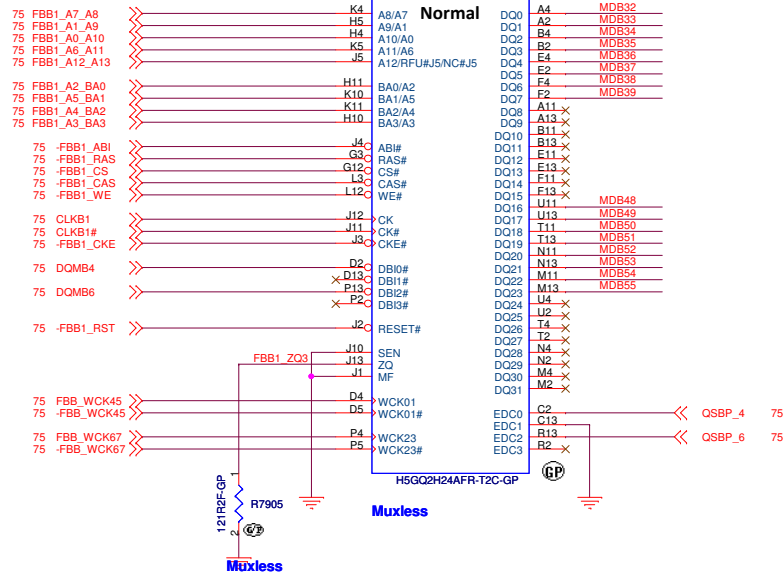 Normal
75 FBB1_A7_A8 K4 A8/A7 DQ0 A4 MDB32
75 FBB1_A1_A9 H5 A9/A1 DQ1 A2 MDB33
75 FBB1_A0_A10 H4 A10/A0 DQ2 B4 MDB34
75 FBB1_A6_A11 K5 A11/A6 DQ3 B2 MDB35
75 FBB1_A12_A13 J5 A12/RFU#J5/NC#J5 DQ4 E4 MDB36
DQ5 E2 MDB37
75 FBB1_A2_BA0 H11 BA0/A2 DQ6 F4 MDB38
75 FBB1_A5_BA1 K10 BA1/A5 DQ7 F2 MDB39
75 FBB1_A4_BA2 K11 BA2/A4 DQ8 A11
75 FBB1_A3_BA3 H10 BA3/A3 DQ9 A13
DQ10 B11
75 -FBB1_ABI J4 ABI# DQ11 B13
75 -FBB1_RAS G3 RAS# DQ12 E11
75 -FBB1_CS G12 CS# DQ13 E13
75 -FBB1_CAS L3 CAS# DQ14 F11
75 -FBB1_WE L12 WE# DQ15 F13
DQ16 U11 MDB48
75 CLKB1 J12 CK DQ17 U13 MDB49
75 CLKB1# J11 CK# DQ18 T11 MDB50
75 -FBB1_CKE J3 CKE# DQ19 T13 MDB51
DQ20 N11 MDB52
75 DQMB4 D2 DBI0# DQ21 N13 MDB53
D13 DBI1# DQ22 M11 MDB54
75 DQMB6 P13 DBI2# DQ23 M13 MDB55
P2 DBI3# DQ24 U4
DQ25 U2
75 -FBB1_RST J2 RESET# DQ26 T4
DQ27 T2
J10 SEN DQ28 N4
FBB1_ZQ3 J13 ZQ DQ29 N2
J1 MF DQ30 M4
DQ31 M2
75 FBB_WCK45 D4 WCK01
75 -FBB_WCK45 D5 WCK01# EDC0 C2 QSBP_4 75
EDC1 C13
75 FBB_WCK67 P4 WCK23 EDC2 R13 QSBP_6 75
75 -FBB_WCK67 P5 WCK23# EDC3 R2
GP
H5GQ2H24AFR-T2C-GP
1
121R2F-GP R7905
Muxless
2 G/P
Muxless